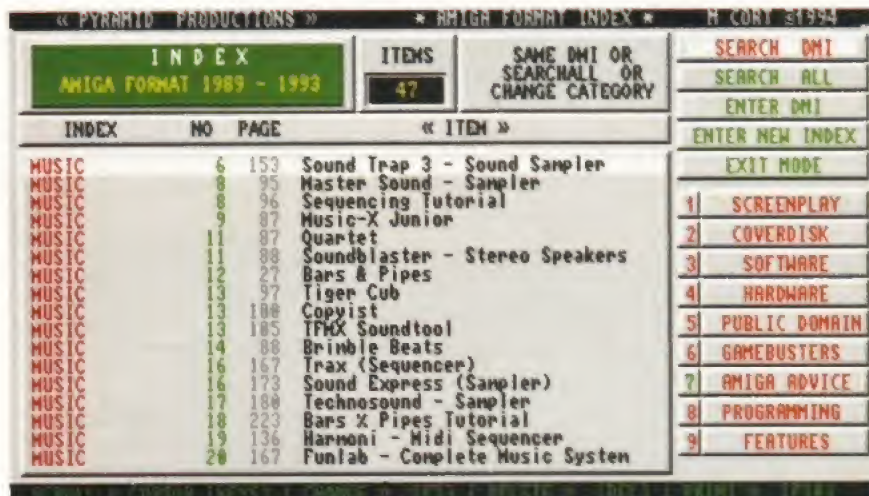 « PYRAMID PRODUCTIONS » * AMIGA FORMAT INDEX * M CORT ©1994
INDEX
AMIGA FORMAT 1989 - 1993
ITEMS
47
SAME DMI OR
SEARCHALL OR
CHANGE CATEGORY
SEARCH DMI
SEARCH ALL
ENTER DMI
ENTER NEW INDEX
EXIT MODE
INDEX NO PAGE « ITEM »
MUSIC 6 153 Sound Trap 3 - Sound Sampler
MUSIC 8 95 Master Sound - Sampler
MUSIC 8 96 Sequencing Tutorial
MUSIC 9 87 Music-X Junior
MUSIC 11 87 Quartet
MUSIC 11 88 Soundblaster - Stereo Speakers
MUSIC 12 27 Bars & Pipes
MUSIC 13 97 Tiger Cub
MUSIC 13 100 Copyist
MUSIC 13 105 TFMX Soundtool
MUSIC 14 88 Brimble Beats
MUSIC 16 167 Trax (Sequencer)
MUSIC 16 173 Sound Express (Sampler)
MUSIC 17 180 Technosound - Sampler
MUSIC 18 223 Bars % Pipes Tutorial
MUSIC 19 136 Harmoni - Midi Sequencer
MUSIC 20 167 Funlab - Complete Music System
1 SCREENPLAY
2 COVERDISK
3 SOFTWARE
4 HARDWARE
5 PUBLIC DOMAIN
6 GAMEBUSTERS
7 AMIGA ADVICE
8 PROGRAMMING
9 FEATURES